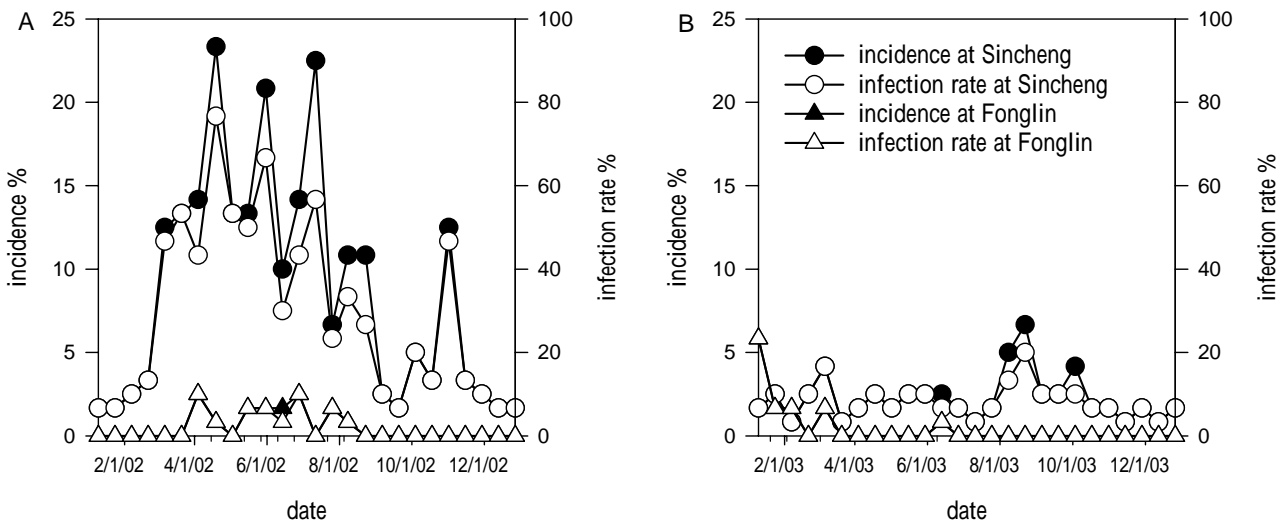 A
25
20
15
10
5
0
incidence %
100
80
60
40
20
0
infection rate %
2/1/02 4/1/02 6/1/02 8/1/02 10/1/02 12/1/02
date
B
25
20
15
10
5
0
incidence %
incidence at Sincheng
infection rate at Sincheng
incidence at Fonglin
infection rate at Fonglin
100
80
60
40
20
0
infection rate %
2/1/03 4/1/03 6/1/03 8/1/03 10/1/03 12/1/03
date